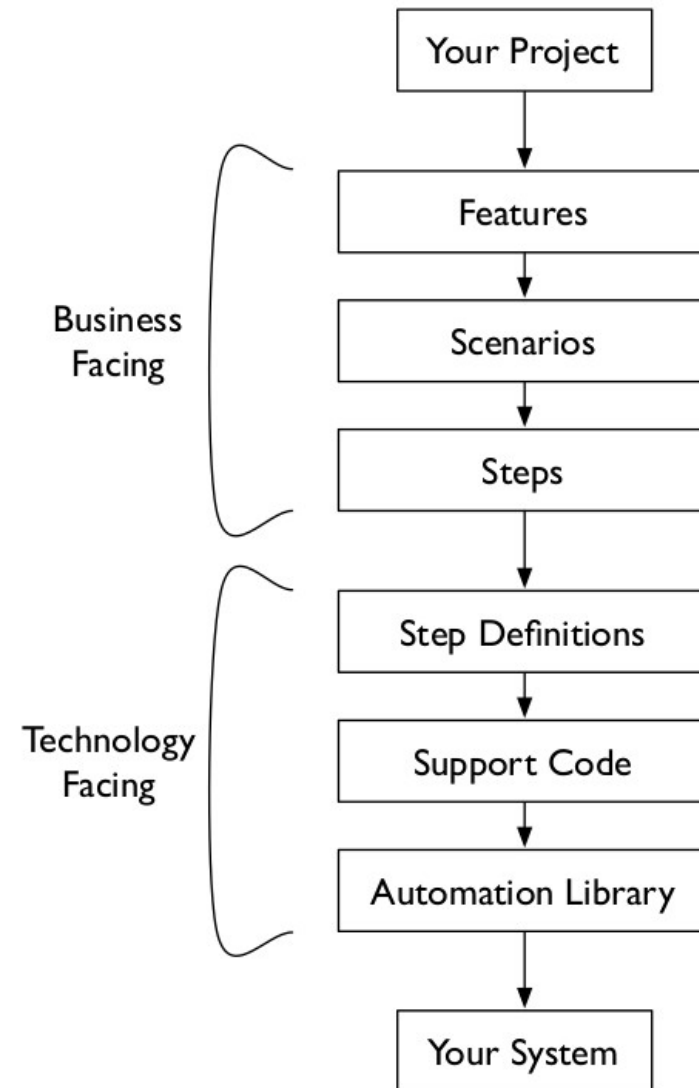 Your Project
Features
Business
Facing
Scenarios
Steps
Step Definitions
Technology
Facing
Support Code
Automation Library
Your System